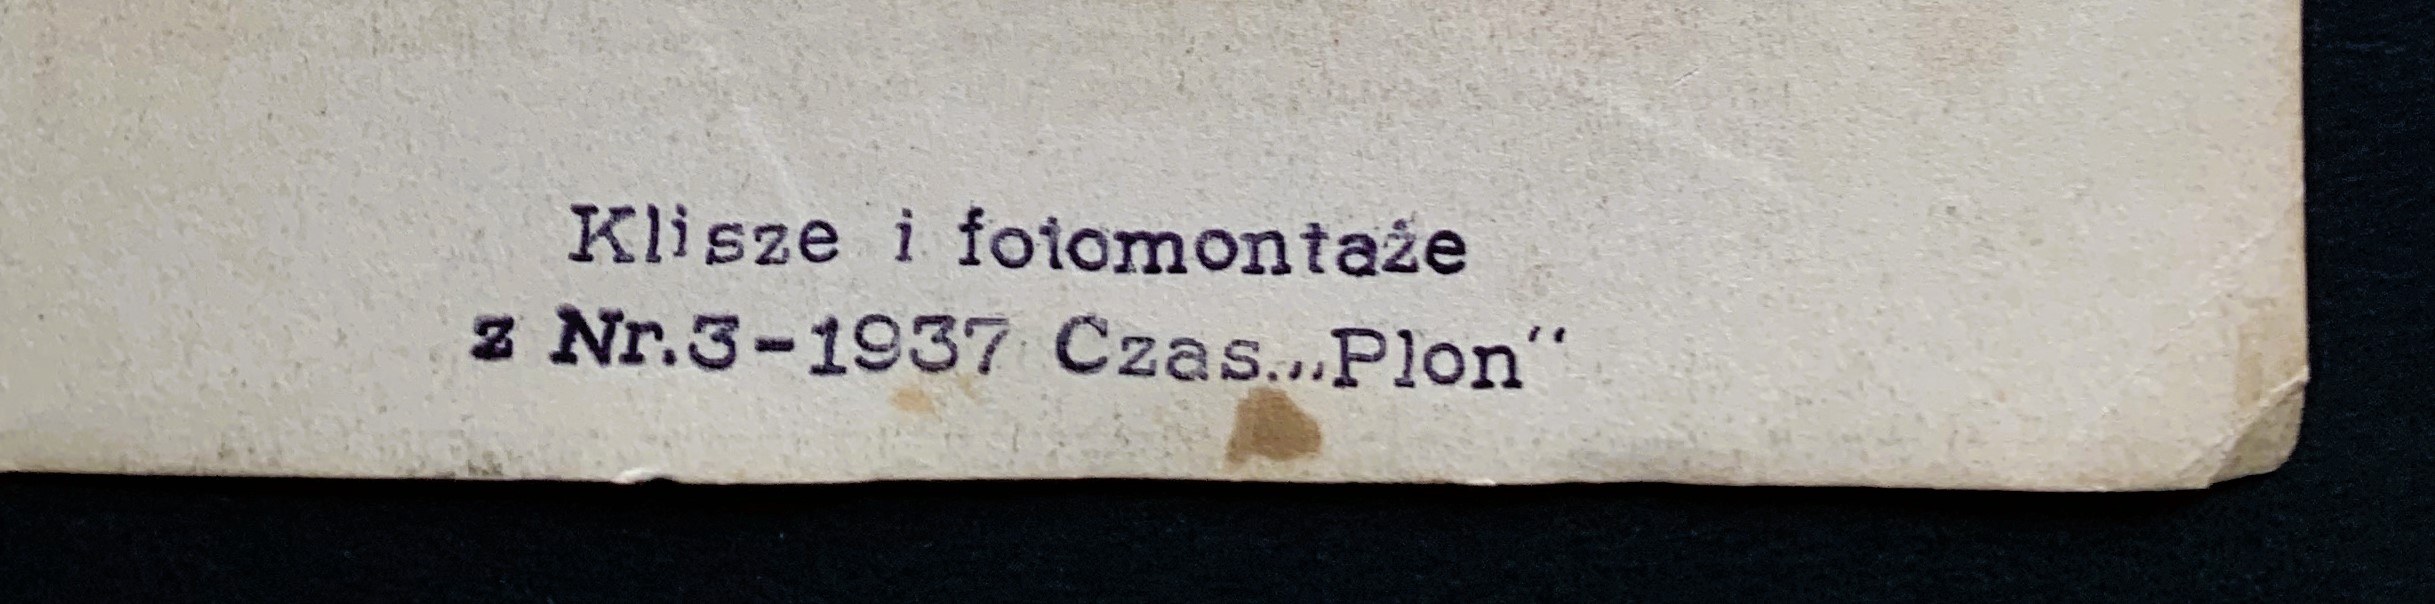 Klisze i fotomontaże
z Nr.3-1937 Czas.„Plon“